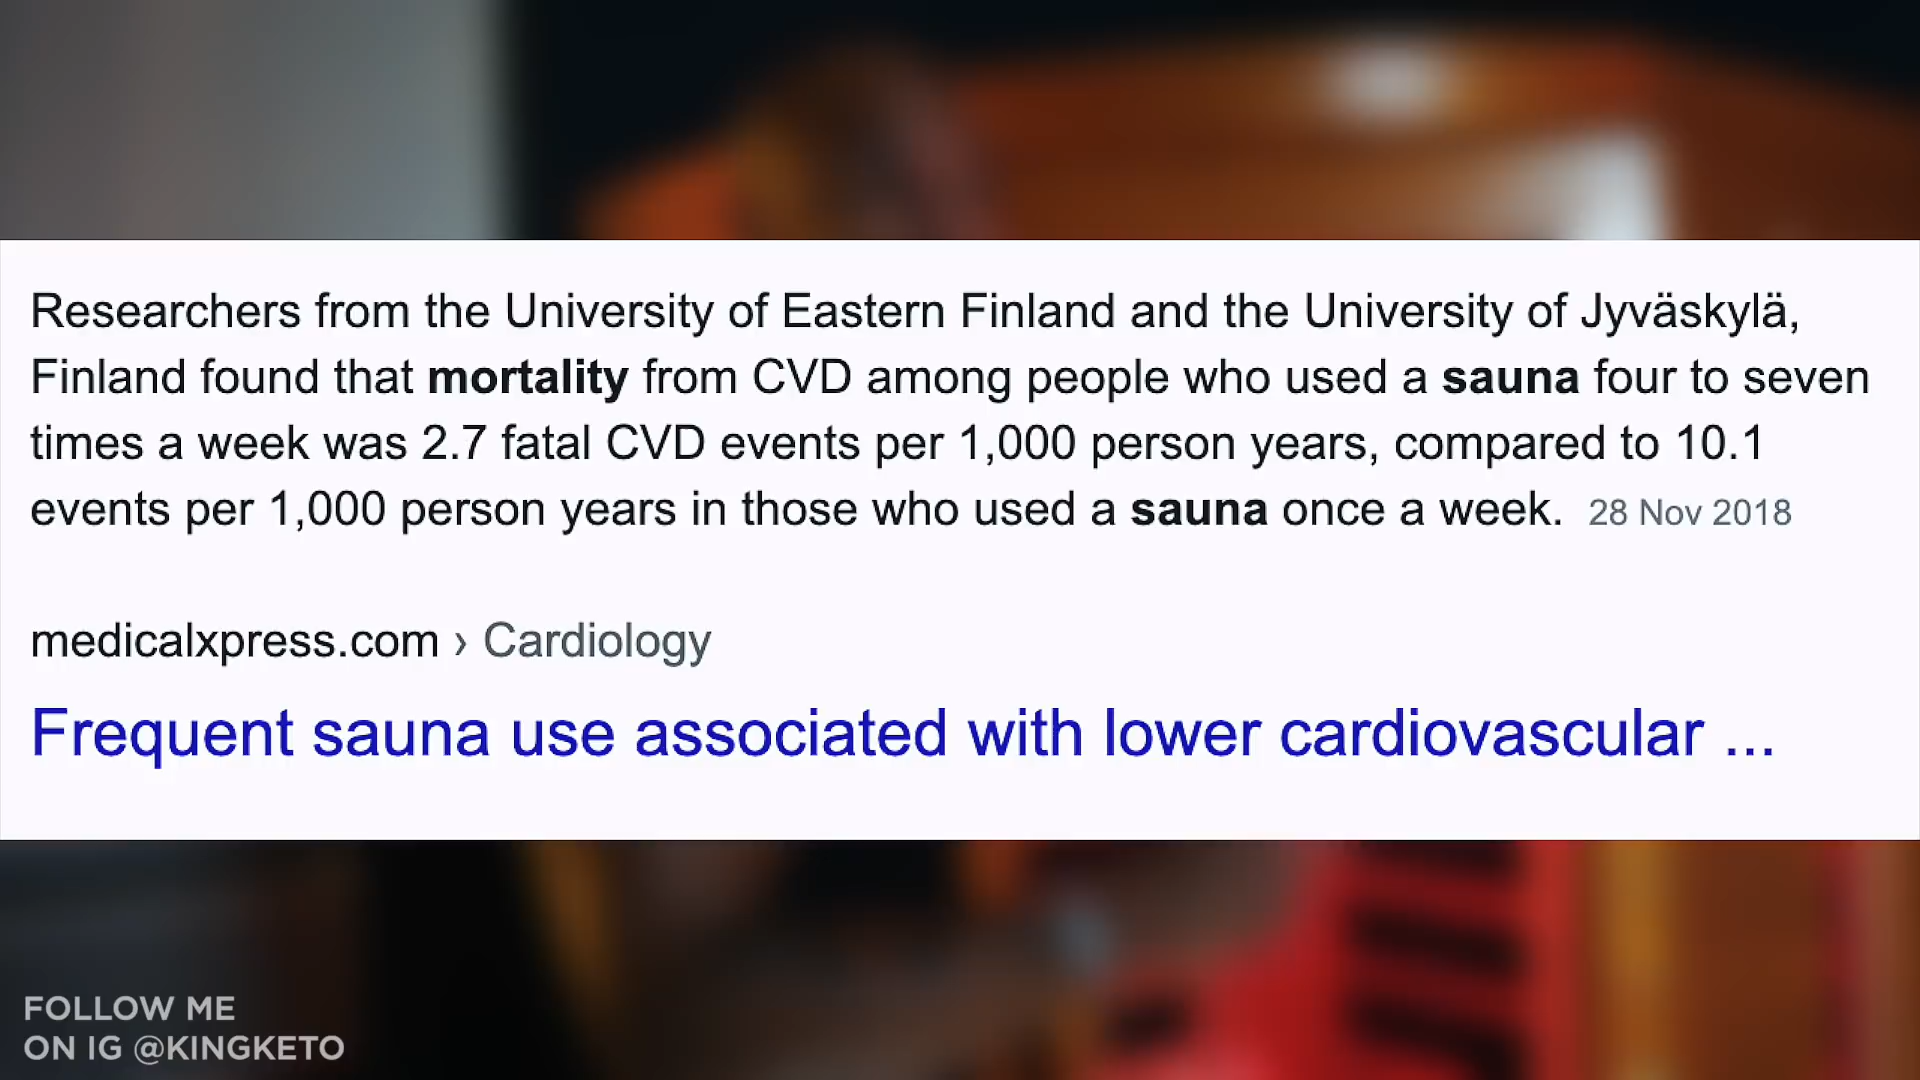 Researchers from the University of Eastern Finland and the University of Jyväskylä,
Finland found that mortality from CVD among people who used a sauna four to seven
times a week was 2.7 fatal CVD events per 1,000 person years, compared to 10.1
events per 1,000 person years in those who used a sauna once a week. 28 Nov 2018
medicalxpress.com › Cardiology
Frequent sauna use associated with lower cardiovascular ...
FOLLOW ME
ON IG @KINGKETO